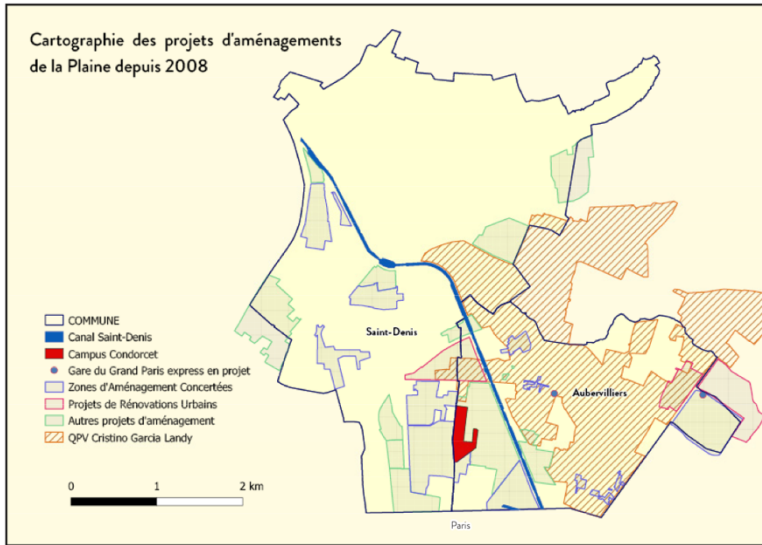 Cartographie des projets d'aménagements
de la Plaine depuis 2008
Saint-Denis
Aubervilliers
COMMUNE
Canal Saint-Denis
Campus Condorcet
Gare du Grand Paris express en projet
Zones d'Aménagement Concertées
Projets de Rénovations Urbains
Autres projets d'aménagement
QPV Cristino Garcia Landy
0 1 2 km
Paris